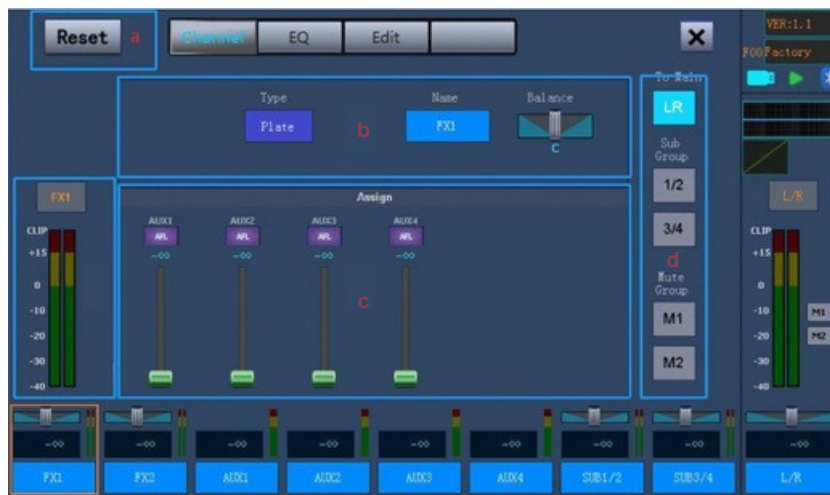 Reset
a
Channel
EQ
Edit
VER:1.1
F00Factory
Type
Name
Balance
Plate
b
FX1
C
To Main
LR
Sub
Group
1/2
3/4
d
Mute
Group
M1
M2
FX1
CLIP
+15
0
-10
-20
-30
-40
Assign
AUX1
AUX2
AUX3
AUX4
AFL
AFL
AFL
AFL
-∞
-∞
-∞
-∞
c
L/R
CLIP
+15
0
-10
-20
-30
-40
M1
M2
-∞
-∞
-∞
-∞
-∞
-∞
-∞
-∞
-∞
FX1
FX2
AUX1
AUX2
AUX3
AUX4
SUB1/2
SUB3/4
L/R